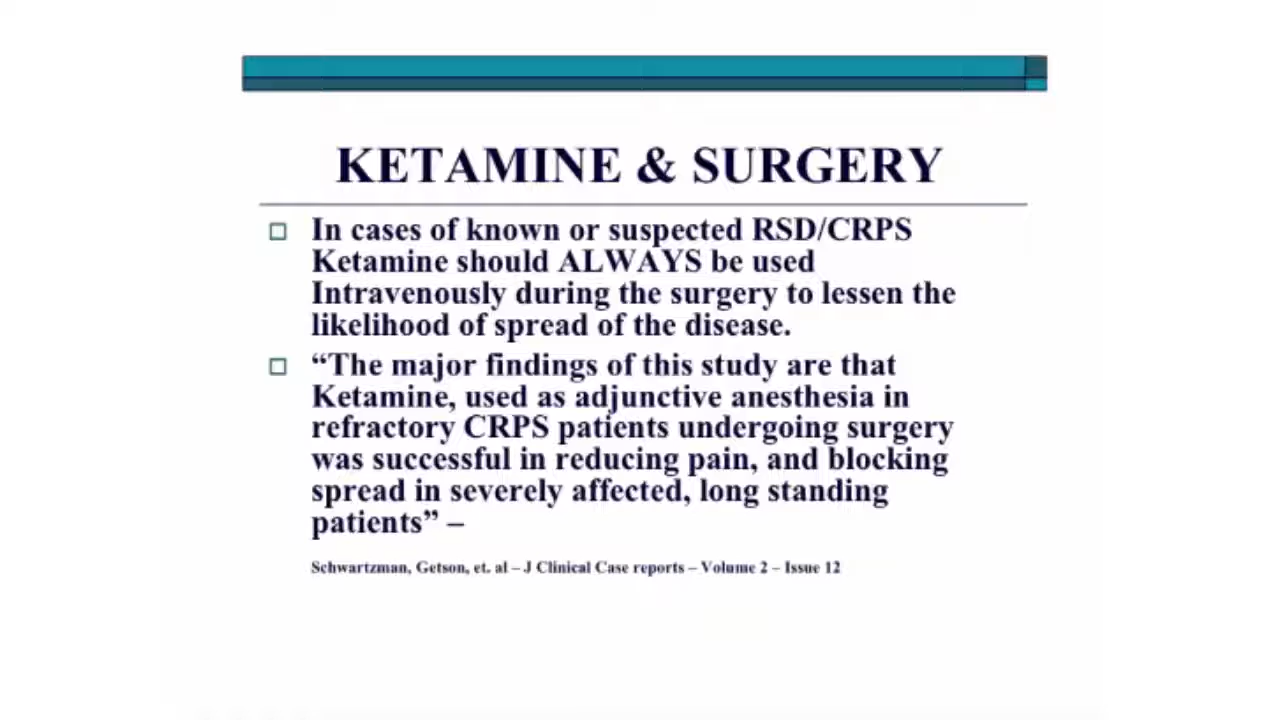 KETAMINE & SURGERY
In cases of known or suspected RSD/CRPS
Ketamine should ALWAYS be used
Intravenously during the surgery to lessen the
likelihood of spread of the disease.
“The major findings of this study are that
Ketamine, used as adjunctive anesthesia in
refractory CRPS patients undergoing surgery
was successful in reducing pain, and blocking
spread in severely affected, long standing
patients” –
Schwartzman, Getson, et. al – J Clinical Case reports – Volume 2 – Issue 12